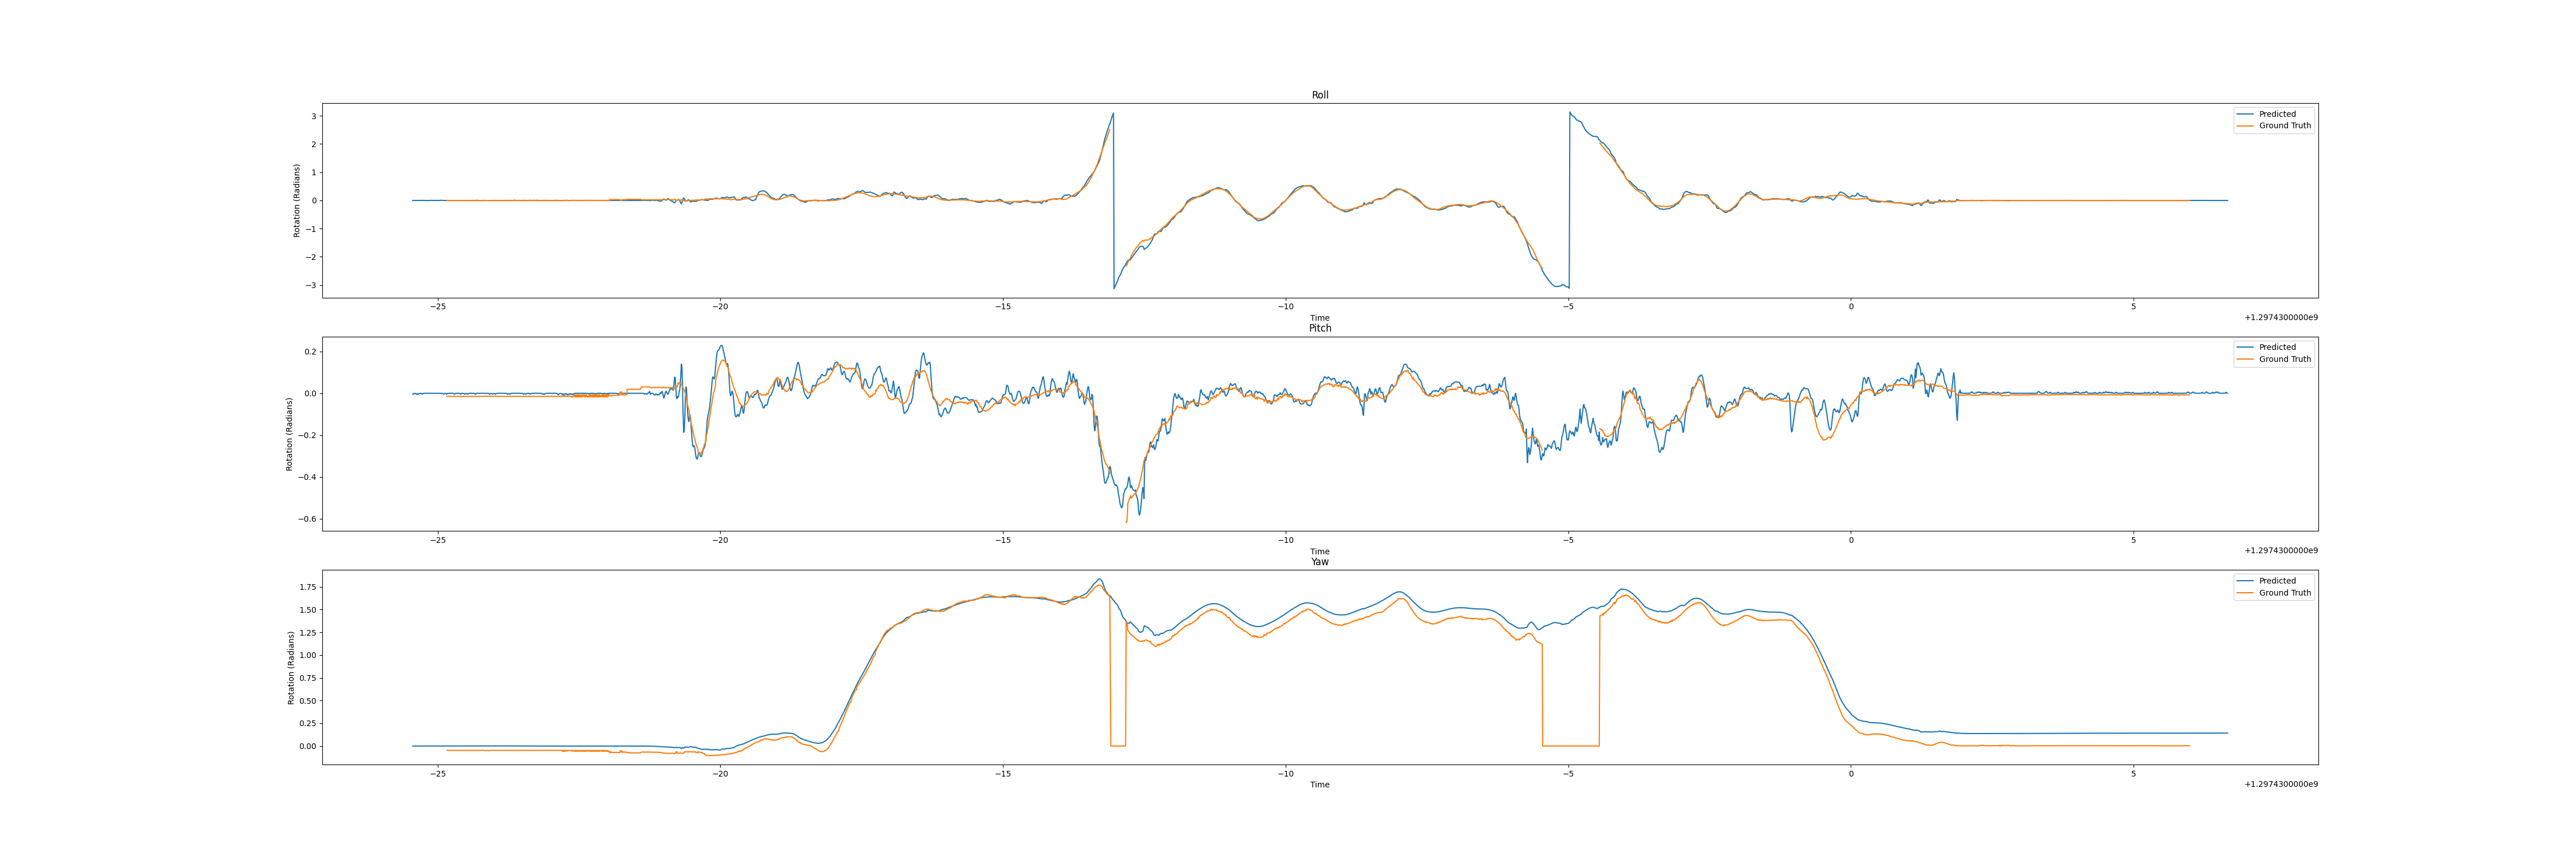 Roll
Rotation (Radians)
3
2
1
0
−1
−2
−3
Predicted
Ground Truth
−25
−20
−15
−10
−5
0
5
Time
+1.2974300000e9
Pitch
Rotation (Radians)
0.2
0.0
−0.2
−0.4
−0.6
Predicted
Ground Truth
−25
−20
−15
−10
−5
0
5
Time
+1.2974300000e9
Yaw
Rotation (Radians)
1.75
1.50
1.25
1.00
0.75
0.50
0.25
0.00
Predicted
Ground Truth
−25
−20
−15
−10
−5
0
5
Time
+1.2974300000e9